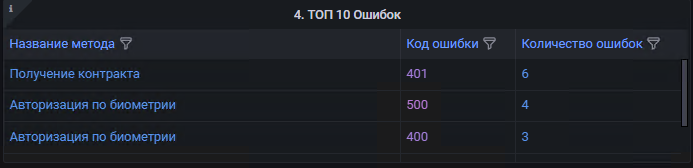 i
4. ТОП 10 Ошибок
Название метода Код ошибки Количество ошибок
Получение контракта 401 6
Авторизация по биометрии 500 4
Авторизация по биометрии 400 3